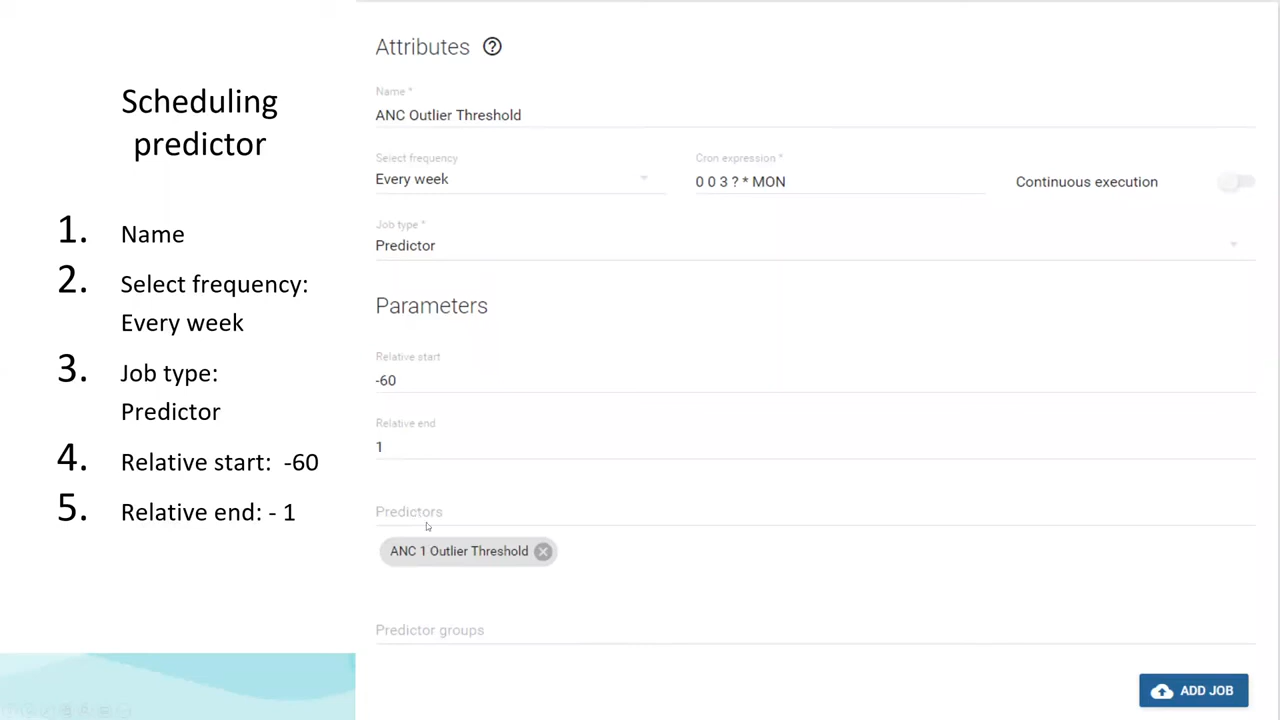 Scheduling
predictor
1. Name
2. Select frequency:
Every week
3. Job type:
Predictor
4. Relative start: -60
5. Relative end: - 1
Attributes ?
Name *
ANC Outlier Threshold
Select frequency
Every week
Cron expression *
0 0 3 ? * MON
Continuous execution
Job type *
Predictor
Parameters
Relative start
-60
Relative end
1
Predictors
ANC 1 Outlier Threshold
Predictor groups
ADD JOB